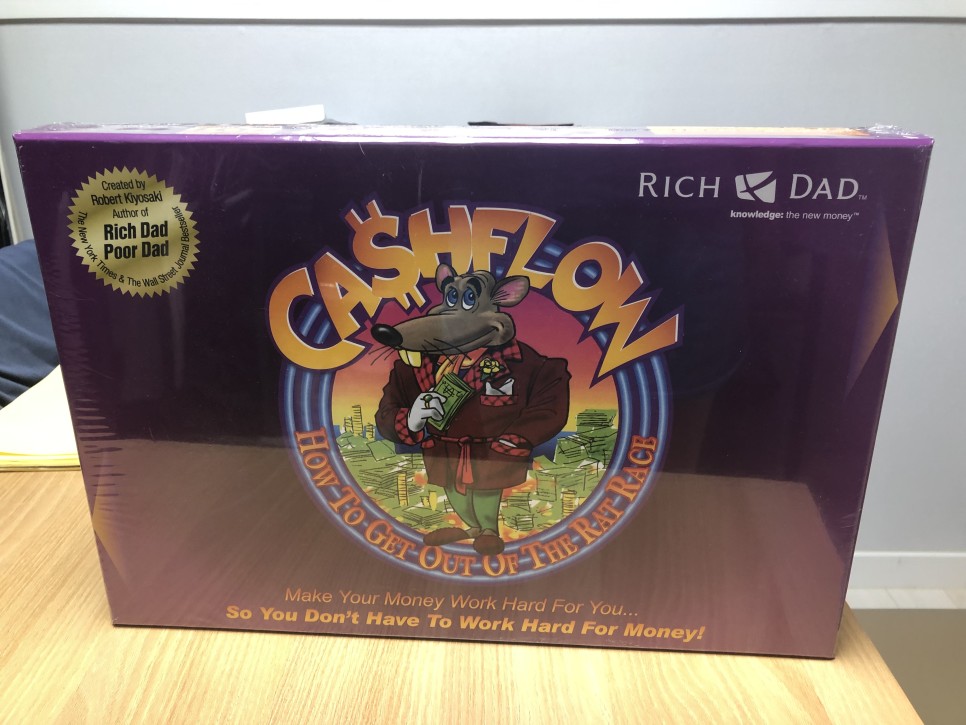 Created by
Robert Kiyosaki
Author of
Rich Dad
Poor Dad
The New York Times & The Wall Street Journal Bestseller
RICH DAD™
knowledge: the new money™
CA$HFLOW
HOW TO GET OUT OF THE RAT RACE
Make Your Money Work Hard For You...
So You Don't Have To Work Hard For Money!